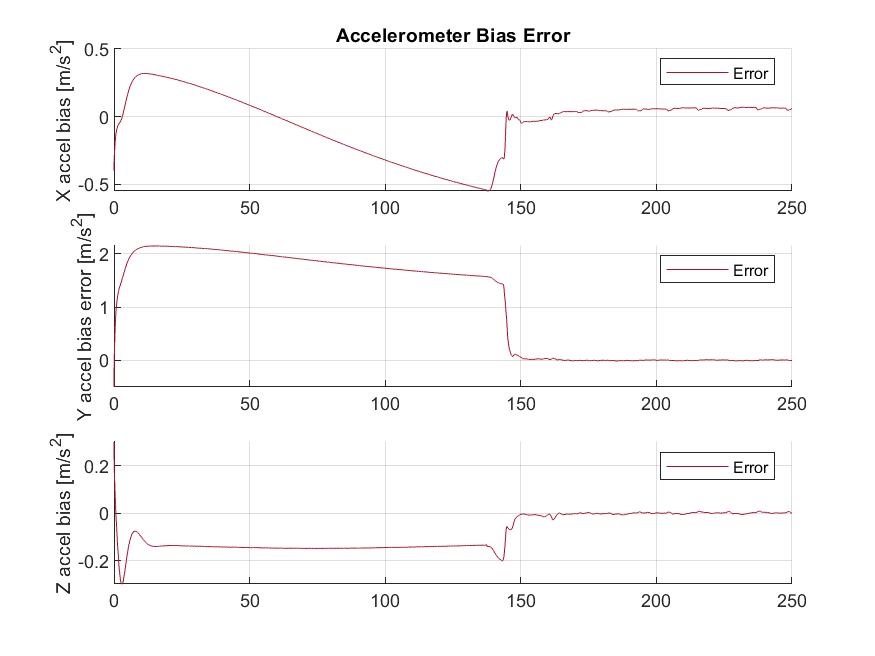 Accelerometer Bias Error
X accel bias [m/s²]
0.5
0
-0.5
Error
0 50 100 150 200 250
Y accel bias error [m/s²]
2
1
0
Error
0 50 100 150 200 250
Z accel bias [m/s²]
0.2
0
-0.2
Error
0 50 100 150 200 250